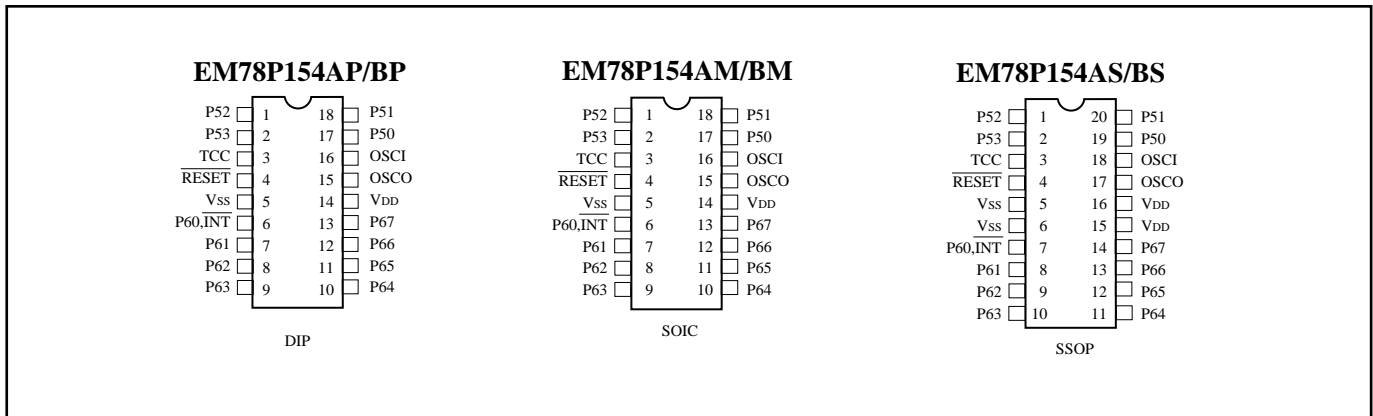 EM78P154AP/BP
P52 1 18 P51
P53 2 17 P50
TCC 3 16 OSCI
RESET 4 15 OSCO
VSS 5 14 VDD
P60,INT 6 13 P67
P61 7 12 P66
P62 8 11 P65
P63 9 10 P64
DIP
EM78P154AM/BM
P52 1 18 P51
P53 2 17 P50
TCC 3 16 OSCI
RESET 4 15 OSCO
VSS 5 14 VDD
P60,INT 6 13 P67
P61 7 12 P66
P62 8 11 P65
P63 9 10 P64
SOIC
EM78P154AS/BS
P52 1 20 P51
P53 2 19 P50
TCC 3 18 OSCI
RESET 4 17 OSCO
VSS 5 16 VDD
VSS 6 15 VDD
P60,INT 7 14 P67
P61 8 13 P66
P62 9 12 P65
P63 10 11 P64
SSOP